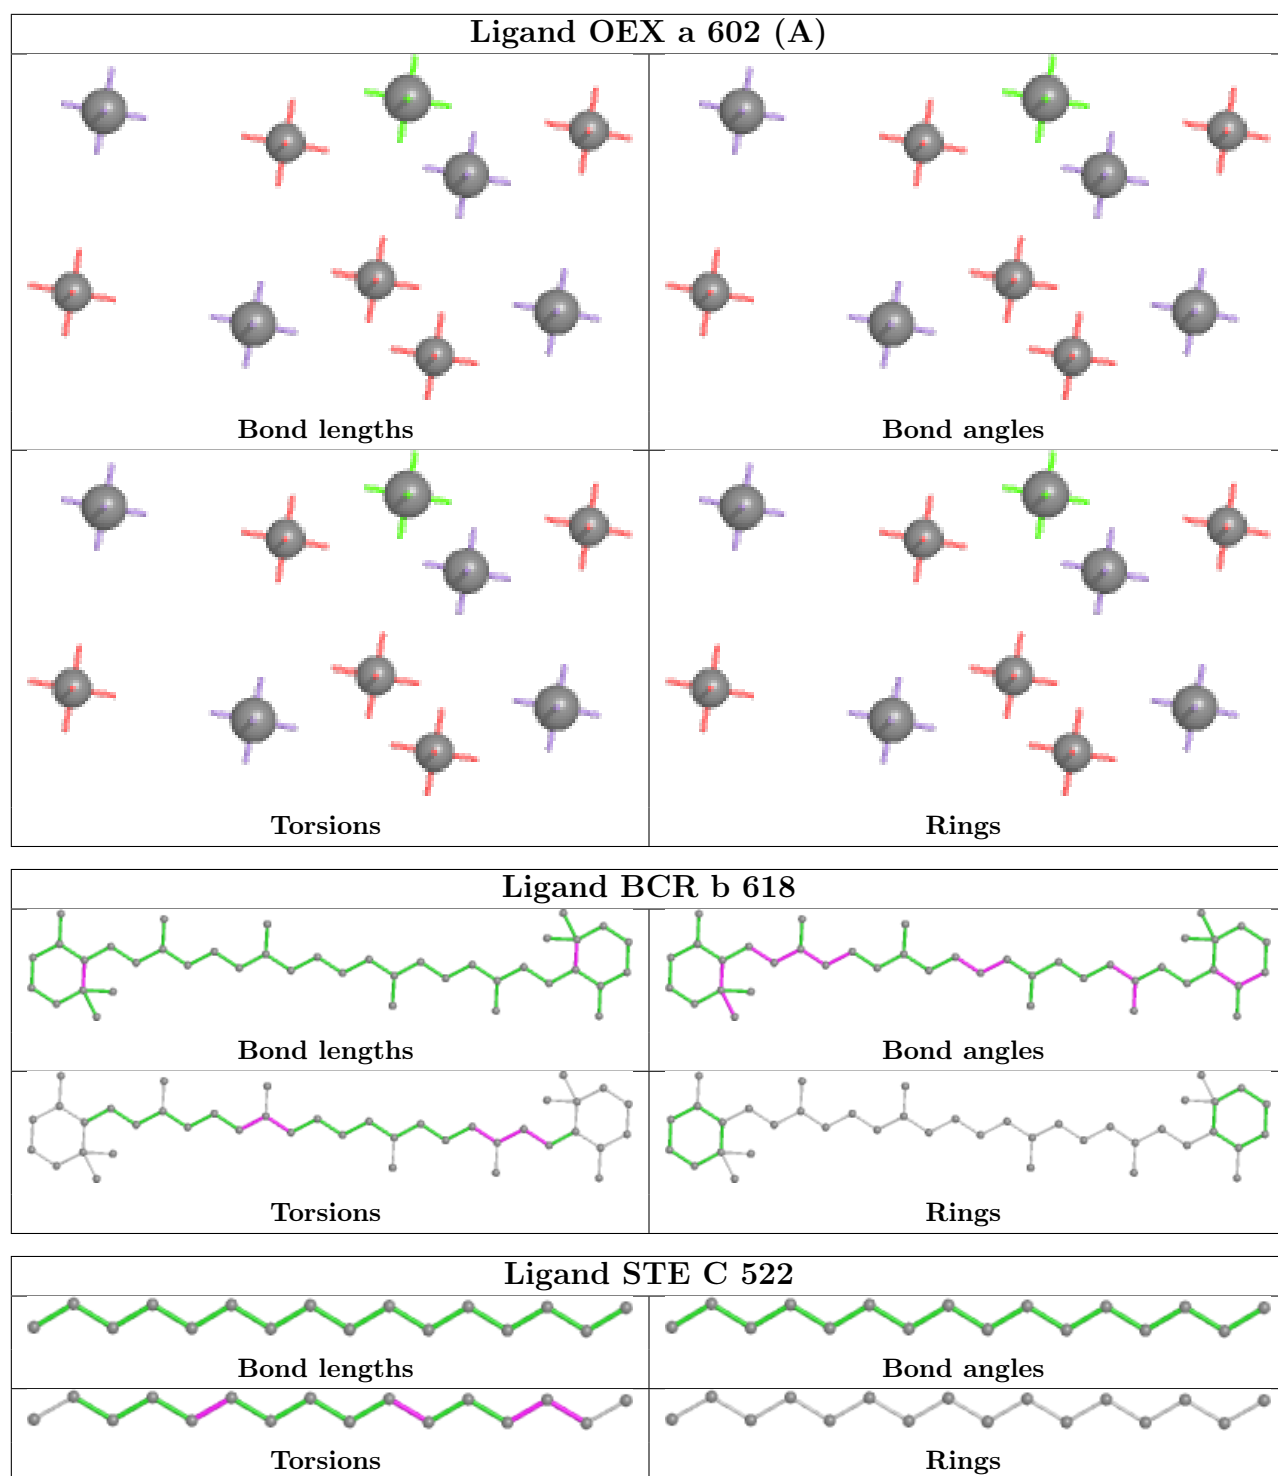 Ligand OEX a 602 (A)
Bond lengths
Bond angles
Torsions
Rings
Ligand BCR b 618
Bond lengths
Bond angles
Torsions
Rings
Ligand STE C 522
Bond lengths
Bond angles
Torsions
Rings